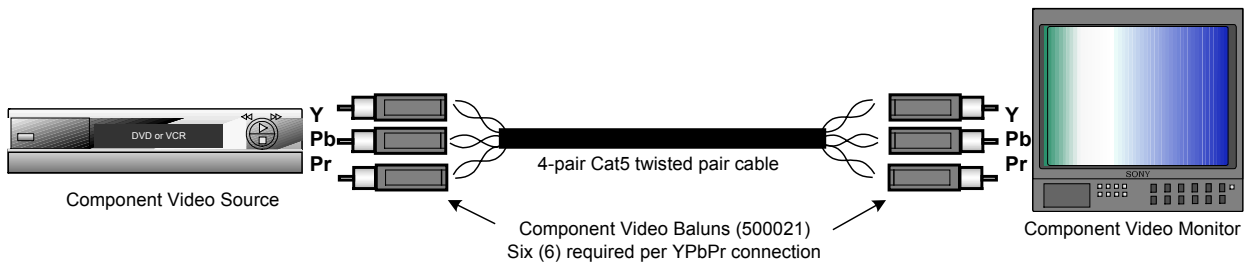 Y
Pb
Pr
DVD or VCR
Component Video Source
4-pair Cat5 twisted pair cable
Component Video Baluns (500021)
Six (6) required per YPbPr connection
Y
Pb
Pr
SONY
Component Video Monitor